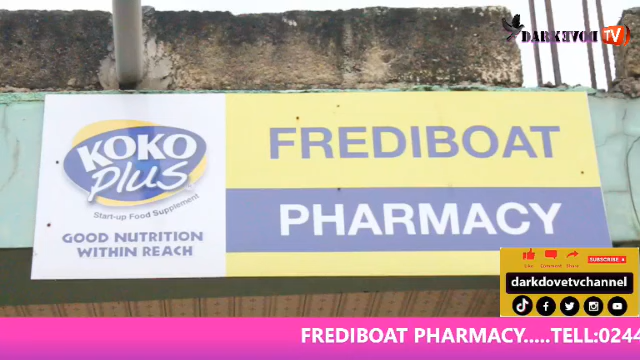 DARKDOVE TV
KOKO
plus
Start-up Food Supplement
GOOD NUTRITION
WITHIN REACH
FREDIBOAT
PHARMACY
Like Comment Share
SUBSCRIBE
darkdovetvchannel
FREDIBOAT PHARMACY.....TELL:0244